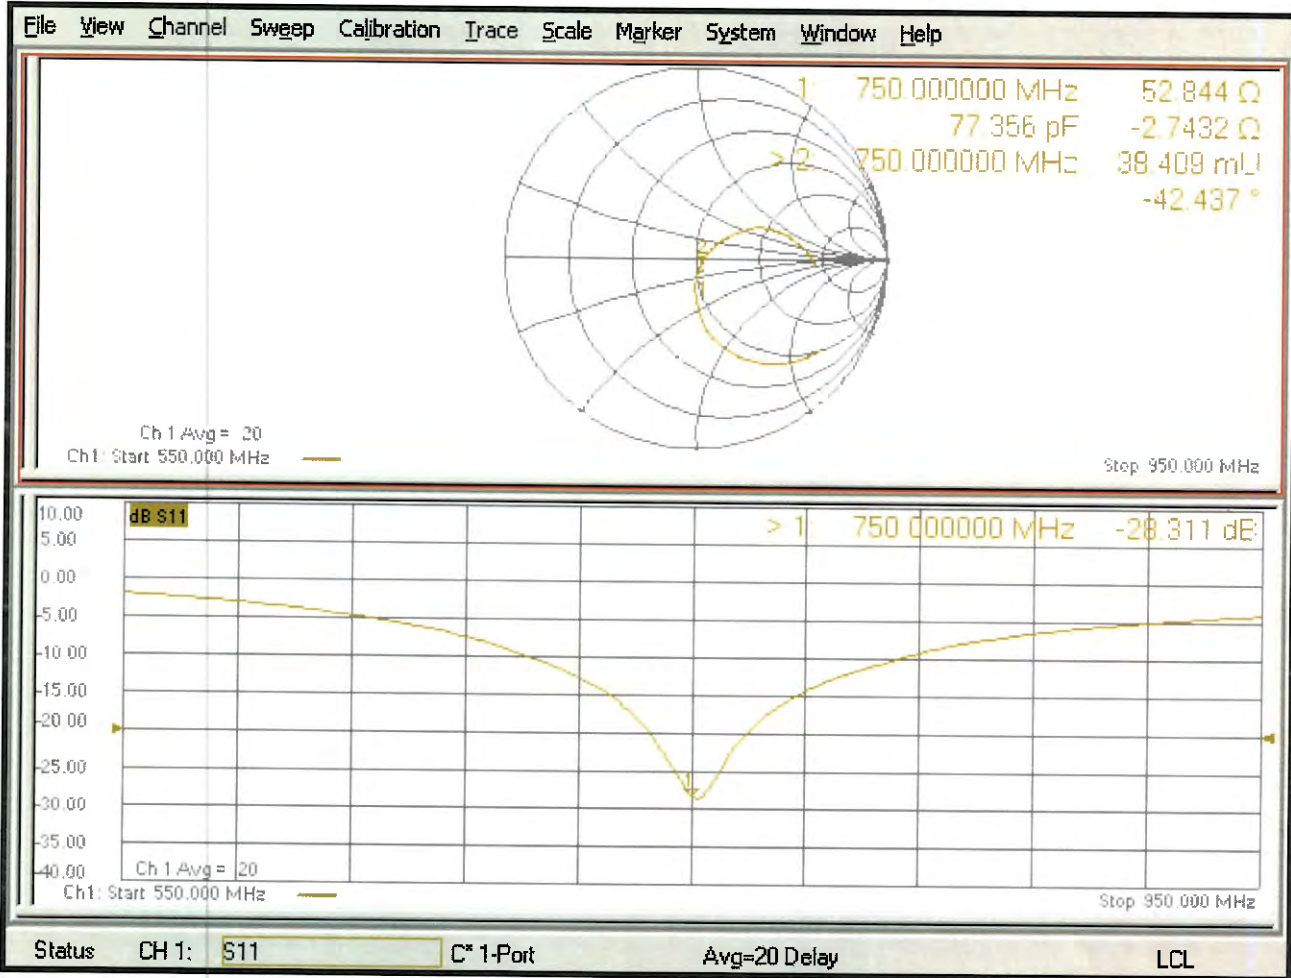 File View Channel Sweep Calibration Trace Scale Marker System Window Help
1: 750.000000 MHz 52.844 Ω
77.356 pF -2.7432 Ω
> 2: 750.000000 MHz 38.409 mU
-42.437 °
2
Ch 1 Avg = 20
Ch1: Start 550.000 MHz Stop 950.000 MHz
10.00 dB S11 > 1: 750.000000 MHz -28.311 dB
5.00
0.00
-5.00
-10.00
-15.00
-20.00
-25.00
1
-30.00
-35.00
-40.00 Ch 1 Avg = 20
Ch1: Start 550.000 MHz Stop 950.000 MHz
Status CH 1: S11 C* 1-Port Avg=20 Delay LCL